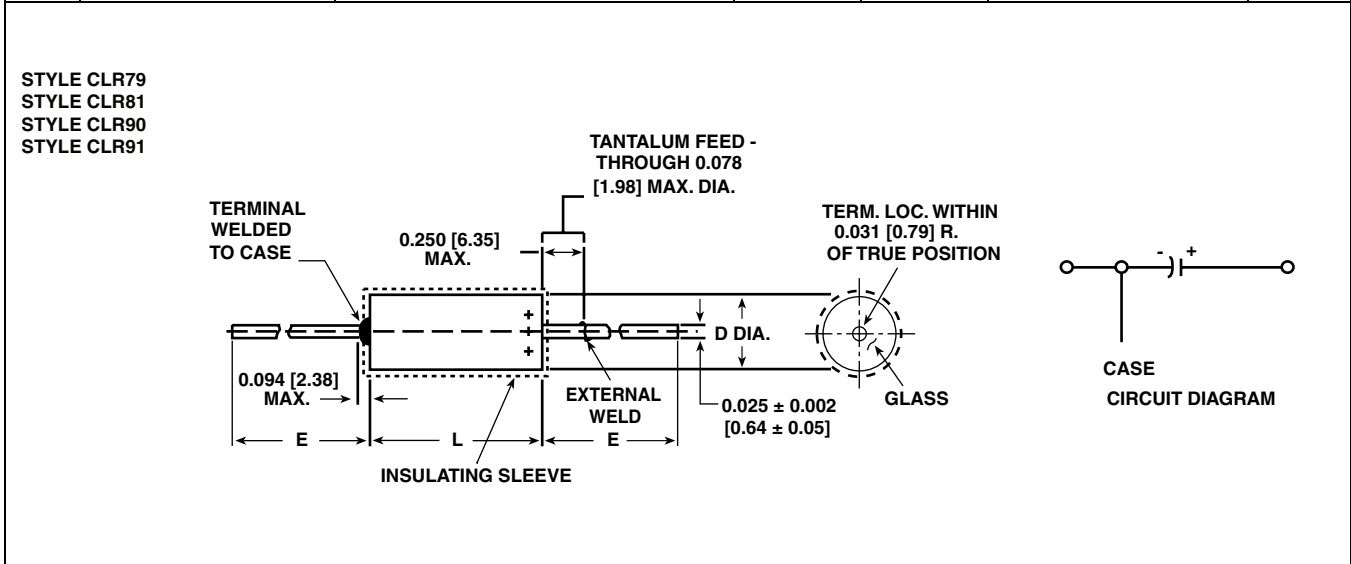 STYLE CLR79
STYLE CLR81
STYLE CLR90
STYLE CLR91
TANTALUM FEED -
THROUGH 0.078
[1.98] MAX. DIA.
TERMINAL
WELDED
TO CASE
0.250 [6.35]
MAX.
TERM. LOC. WITHIN
0.031 [0.79] R.
OF TRUE POSITION
- +
+
+
+
D DIA.
0.094 [2.38]
MAX.
EXTERNAL
WELD
0.025 ± 0.002
[0.64 ± 0.05]
GLASS
CASE
CIRCUIT DIAGRAM
E
L
E
INSULATING SLEEVE